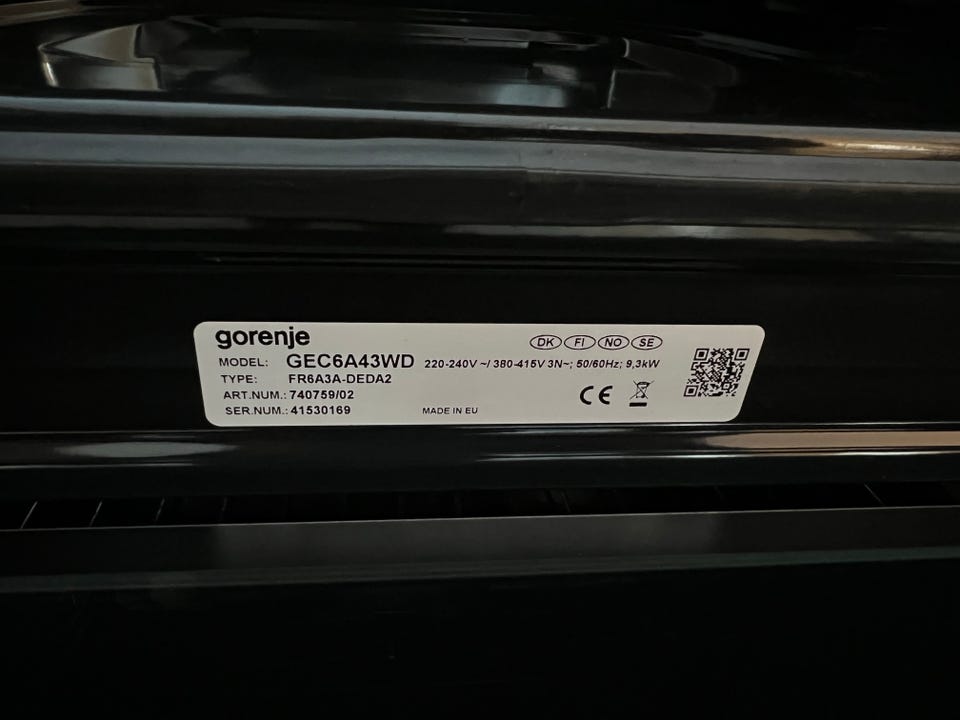 gorenje
DK FI NO SE
MODEL: GEC6A43WD 220-240V ~/ 380-415V 3N~; 50/60Hz; 9,3kW
TYPE: FR6A3A-DEDA2
ART.NUM.: 740759/02
SER.NUM.: 41530169 MADE IN EU
CE